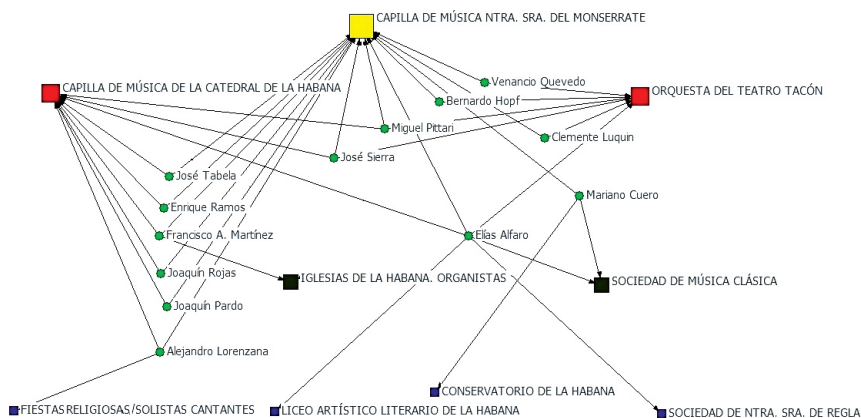 CAPILLA DE MÚSICA NTRA. SRA. DEL MONSERRATE
CAPILLA DE MÚSICA DE LA CATEDRAL DE LA HABANA
Venancio Quevedo
ORQUESTA DEL TEATRO TACÓN
Bernardo Hopf
Miguel Pittari
Clemente Luquin
José Sierra
José Tabela
Mariano Cuero
Enrique Ramos
Francisco A. Martínez
Elías Alfaro
Joaquín Rojas
IGLESIAS DE LA HABANA. ORGANISTAS
SOCIEDAD DE MÚSICA CLÁSICA
Joaquín Pardo
Alejandro Lorenzana
CONSERVATORIO DE LA HABANA
FIESTAS RELIGIOSAS/SOLISTAS CANTANTES
LICEO ARTÍSTICO LITERARIO DE LA HABANA
SOCIEDAD DE NTRA. SRA. DE REGLA